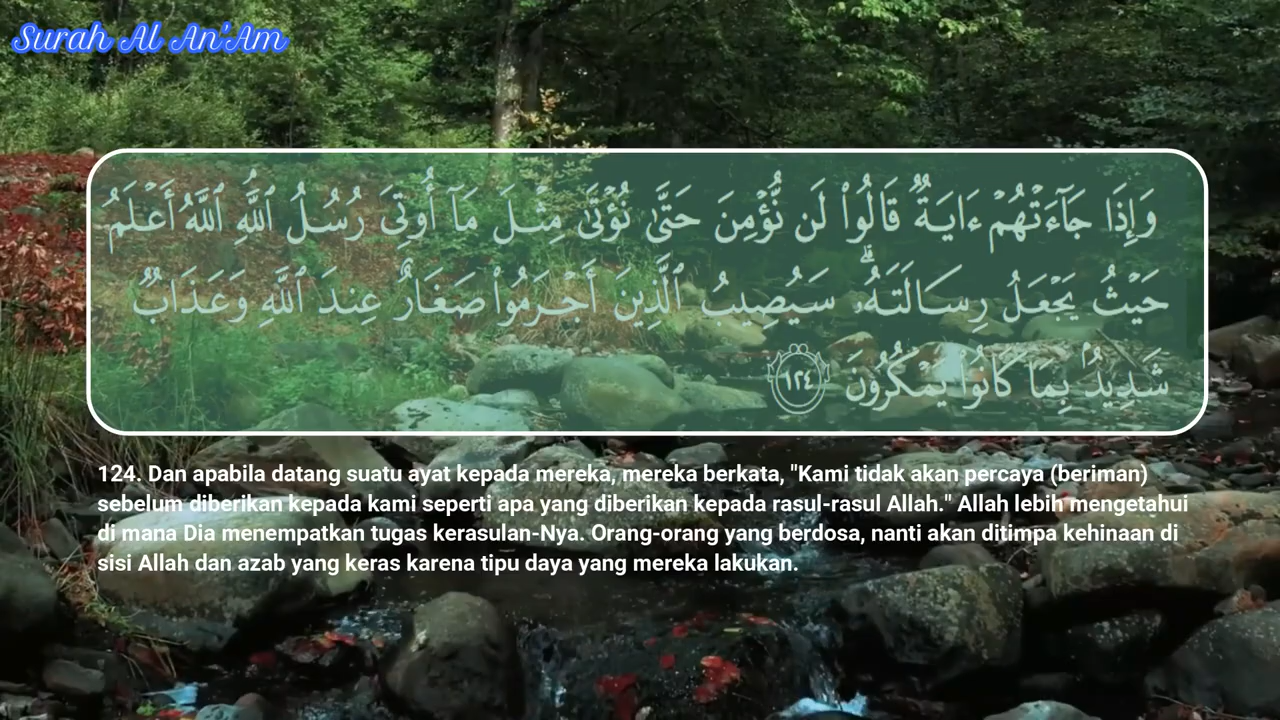 Surah Al An'Am
وَإِذَا جَآءَتْهُمْ ءَايَةٌ قَالُوا۟ لَن نُّؤْمِنَ حَتَّىٰ نُؤْتَىٰ مِثْلَ مَآ أُوتِىَ رُسُلُ ٱللَّهِ ۘ ٱللَّهُ أَعْلَمُ
حَيْثُ يَجْعَلُ رِسَالَتَهُۥ ۗ سَيُصِيبُ ٱلَّذِينَ أَجْرَمُوا۟ صَغَارٌ عِندَ ٱللَّهِ وَعَذَابٌ
شَدِيدٌۢ بِمَا كَانُوا۟ يَمْكُرُونَ ١٢٤
124. Dan apabila datang suatu ayat kepada mereka, mereka berkata, "Kami tidak akan percaya (beriman)
sebelum diberikan kepada kami seperti apa yang diberikan kepada rasul-rasul Allah." Allah lebih mengetahui
di mana Dia menempatkan tugas kerasulan-Nya. Orang-orang yang berdosa, nanti akan ditimpa kehinaan di
sisi Allah dan azab yang keras karena tipu daya yang mereka lakukan.